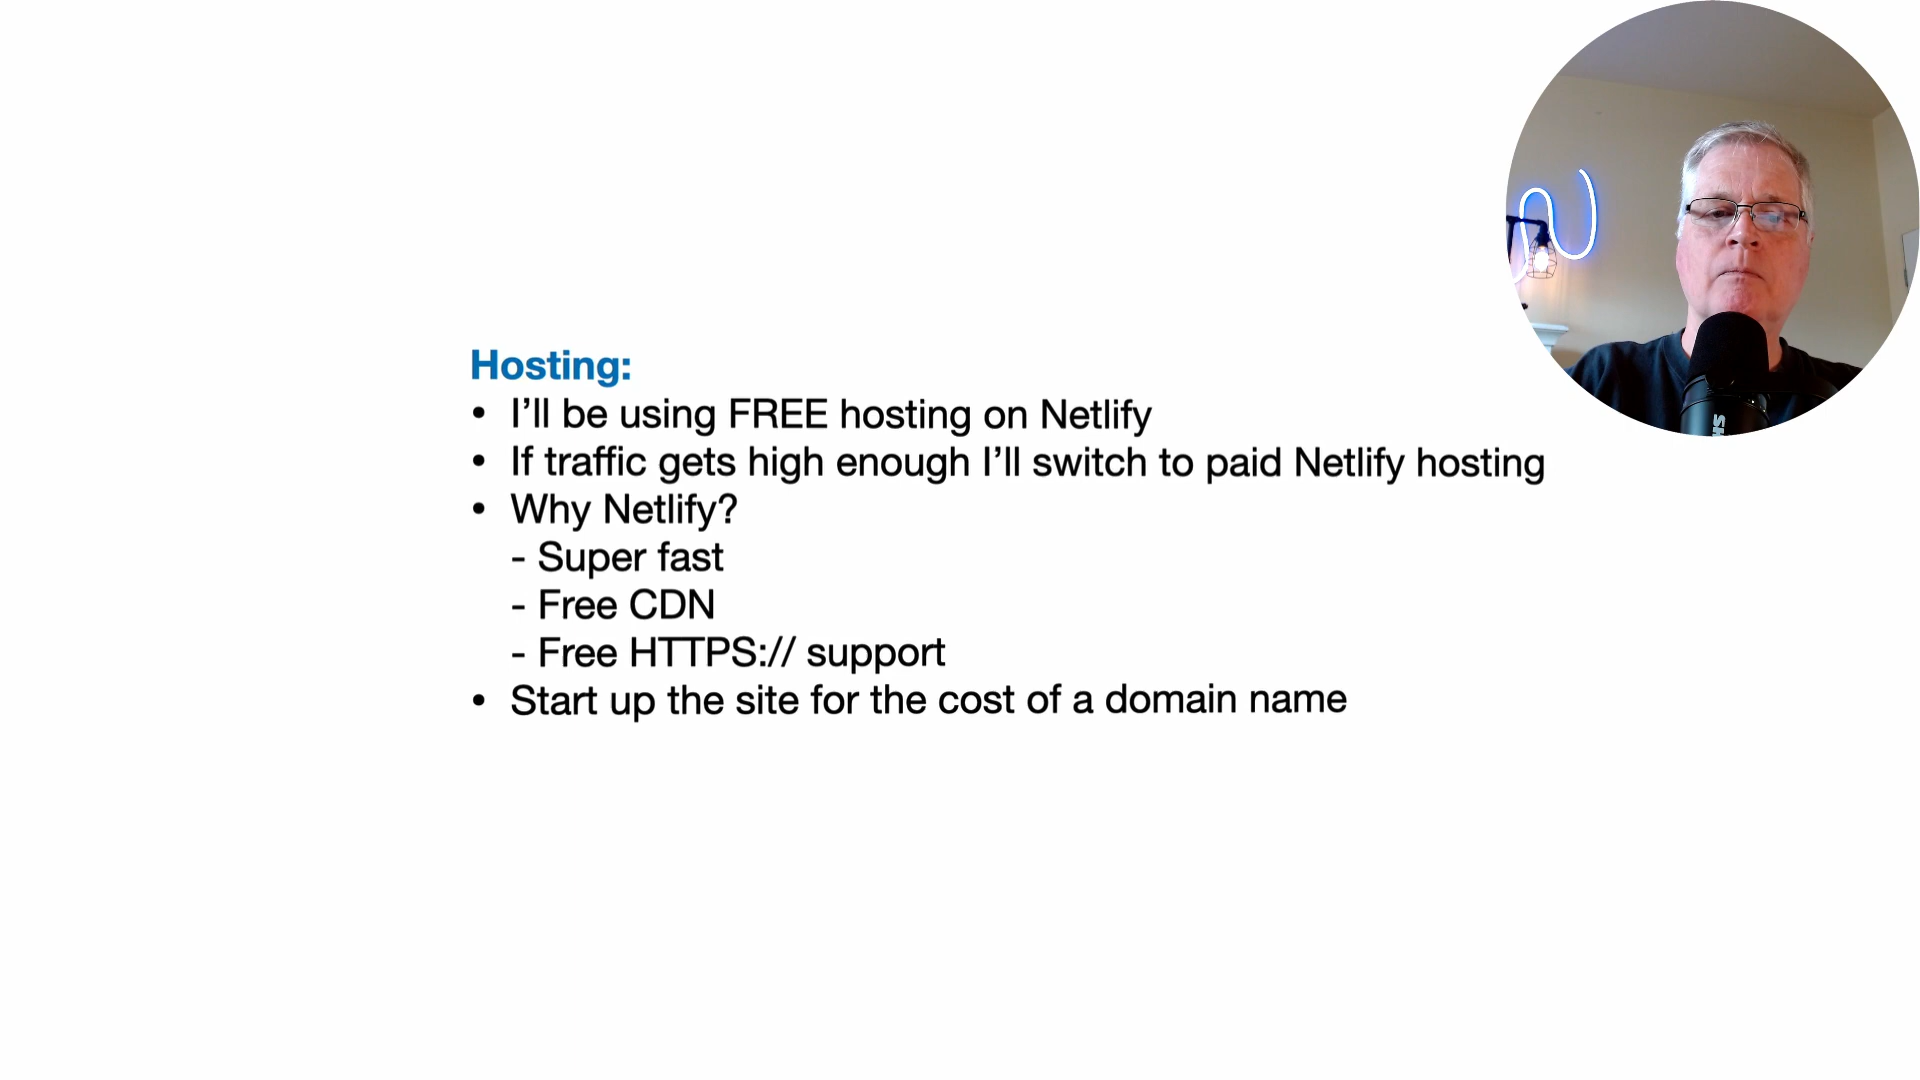 Hosting:
• I’ll be using FREE hosting on Netlify
• If traffic gets high enough I’ll switch to paid Netlify hosting
• Why Netlify?
- Super fast
- Free CDN
- Free HTTPS:// support
• Start up the site for the cost of a domain name
SH